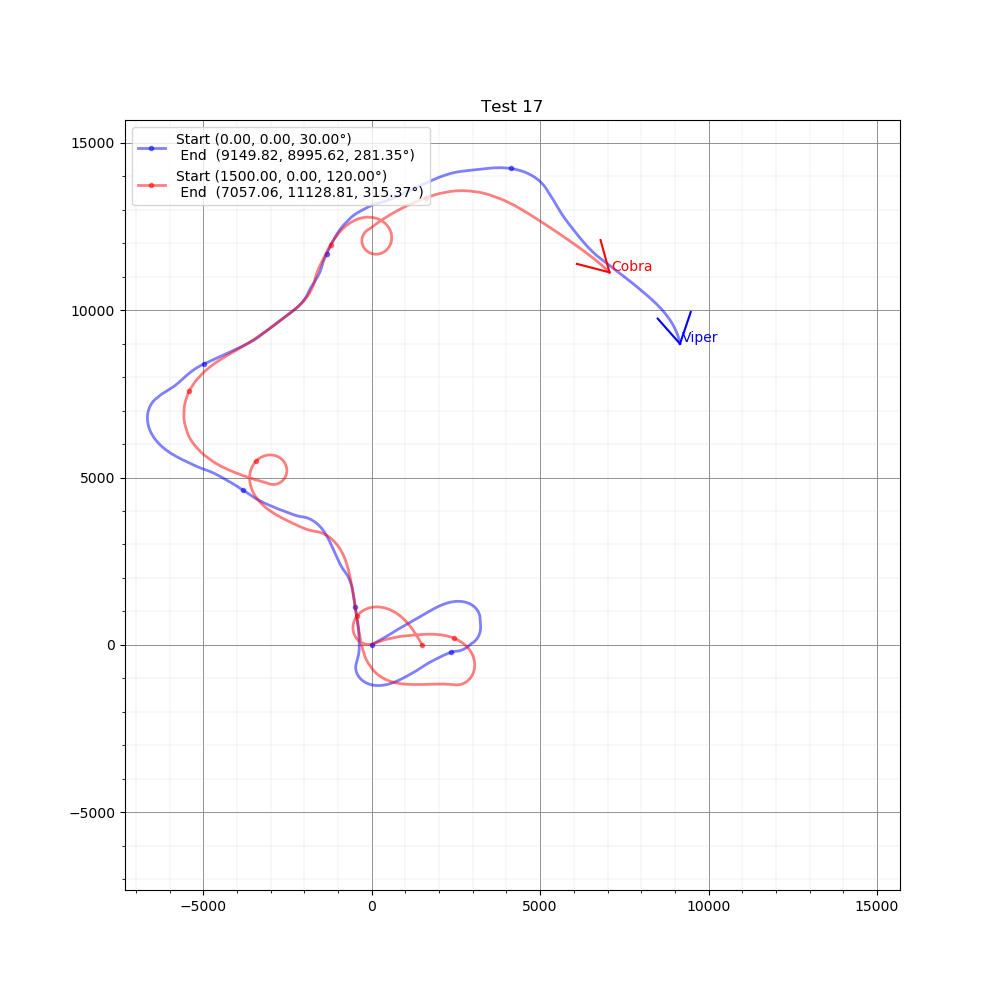 Test 17
Start (0.00, 0.00, 30.00°)
End (9149.82, 8995.62, 281.35°)
Start (1500.00, 0.00, 120.00°)
End (7057.06, 11128.81, 315.37°)
15000
10000
5000
0
−5000
Cobra
Viper
−5000 0 5000 10000 15000